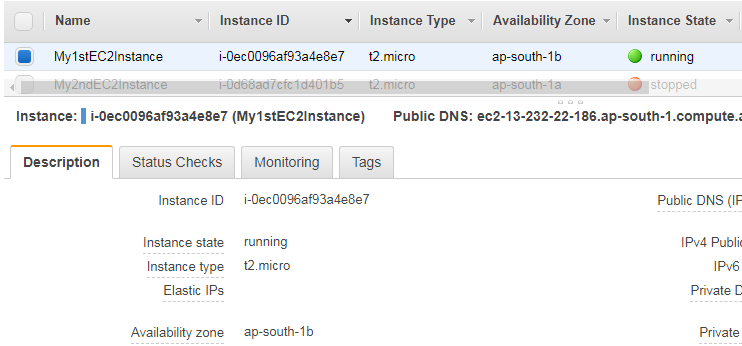 Name Instance ID Instance Type Availability Zone Instance State
My1stEC2Instance i-0ec0096af93a4e8e7 t2.micro ap-south-1b running
My2ndEC2Instance i-0d68ad7cfc1d401b5 t2.micro ap-south-1a stopped
Instance: i-0ec0096af93a4e8e7 (My1stEC2Instance) Public DNS: ec2-13-232-22-186.ap-south-1.compute.a
Description Status Checks Monitoring Tags
Instance ID i-0ec0096af93a4e8e7 Public DNS (IP
Instance state running IPv4 Public
Instance type t2.micro IPv6
Elastic IPs Private D
Availability zone ap-south-1b Private